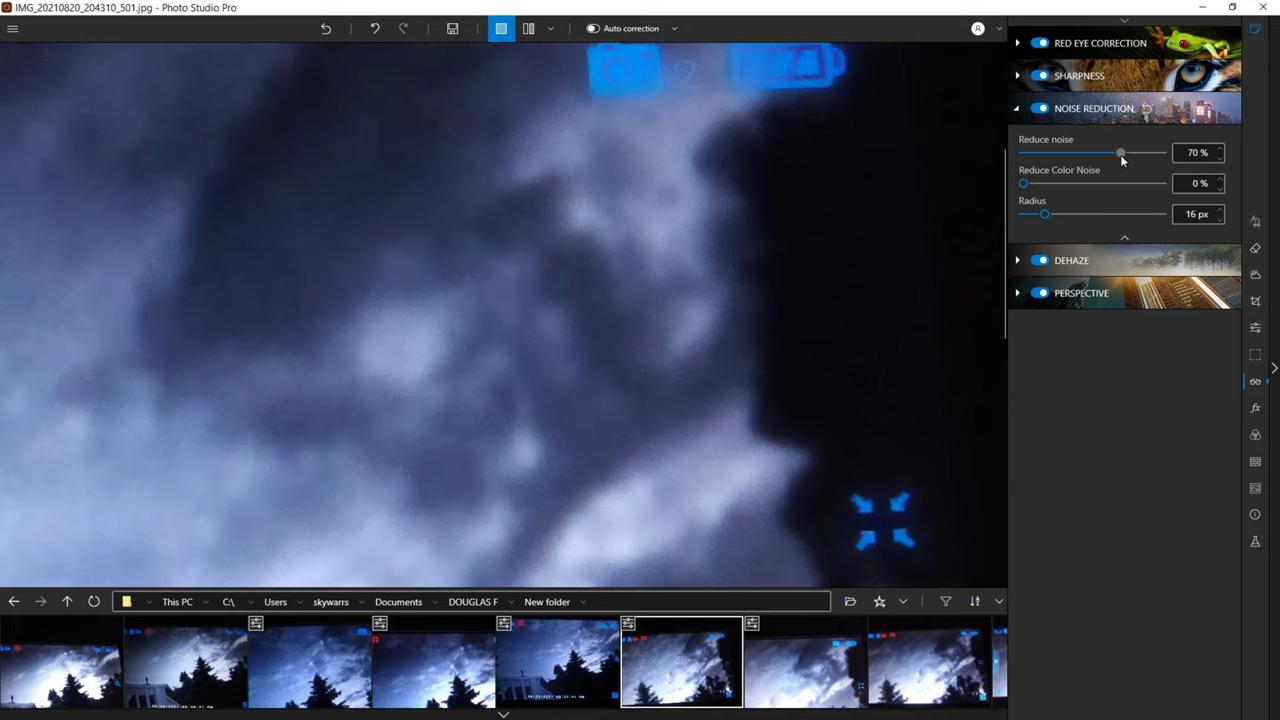 IMG_20210820_204310_501.jpg - Photo Studio Pro
Auto correction
2
RED EYE CORRECTION
SHARPNESS
NOISE REDUCTION
Reduce noise
70 %
Reduce Color Noise
0 %
Radius
16 px
DEHAZE
PERSPECTIVE
This PC
C:\
Users
skywarrs
Documents
DOUGLAS F
New folder